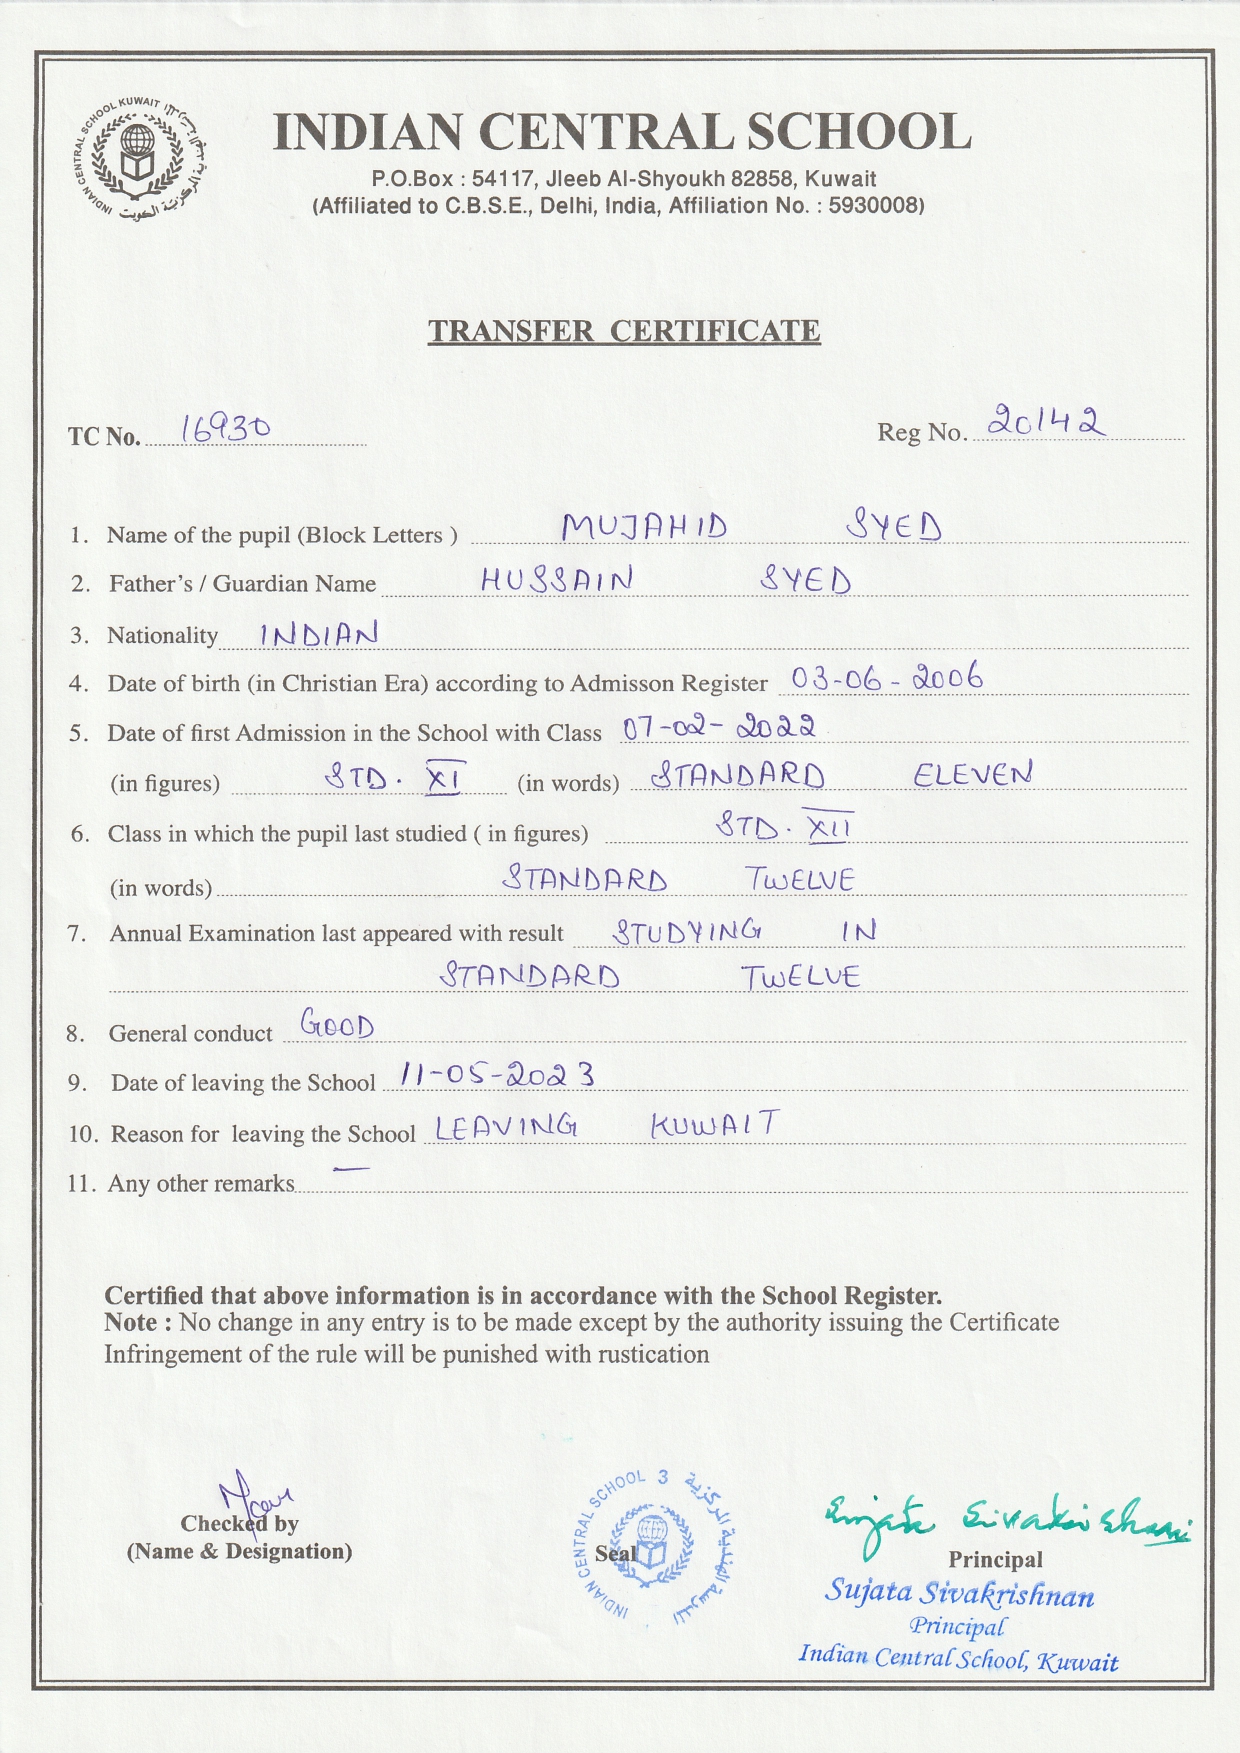 INDIAN CENTRAL SCHOOL KUWAIT
INDIAN CENTRAL SCHOOL
P.O.Box : 54117, Jleeb Al-Shyoukh 82858, Kuwait
(Affiliated to C.B.S.E., Delhi, India, Affiliation No. : 5930008)
TRANSFER CERTIFICATE
TC No. 16930 Reg No. 20142
1. Name of the pupil (Block Letters ) MUJAHID SYED
2. Father's / Guardian Name HUSSAIN SYED
3. Nationality INDIAN
4. Date of birth (in Christian Era) according to Admisson Register 03-06-2006
5. Date of first Admission in the School with Class 07-02-2022
(in figures) STD. XI (in words) STANDARD ELEVEN
6. Class in which the pupil last studied ( in figures) STD. XII
(in words) STANDARD TWELVE
7. Annual Examination last appeared with result STUDYING IN
STANDARD TWELVE
8. General conduct GOOD
9. Date of leaving the School 11-05-2023
10. Reason for leaving the School LEAVING KUWAIT
11. Any other remarks —
Certified that above information is in accordance with the School Register.
Note : No change in any entry is to be made except by the authority issuing the Certificate
Infringement of the rule will be punished with rustication
INDIAN CENTRAL SCHOOL 3
المدرسة الهندية المركزية
Sujata Sivakrishnan
Checked by
(Name & Designation)
Seal
Principal
Sujata Sivakrishnan
Principal
Indian Central School, Kuwait